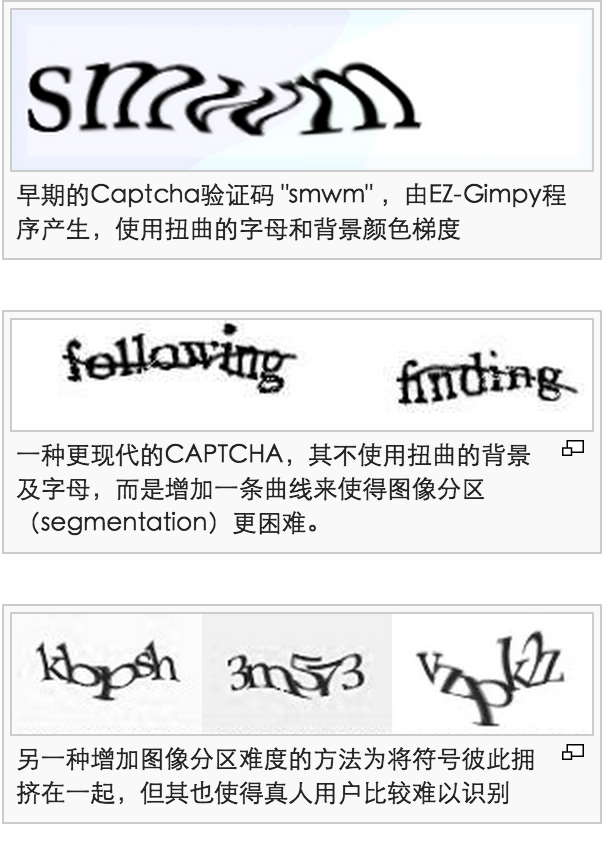 smwm
早期的Captcha验证码 "smwm" ，由EZ-Gimpy程
序产生，使用扭曲的字母和背景颜色梯度
following finding
一种更现代的CAPTCHA，其不使用扭曲的背景
及字母，而是增加一条曲线来使得图像分区
（segmentation）更困难。
kbpsh 3m573 vzpk2z
另一种增加图像分区难度的方法为将符号彼此拥
挤在一起，但其也使得真人用户比较难以识别